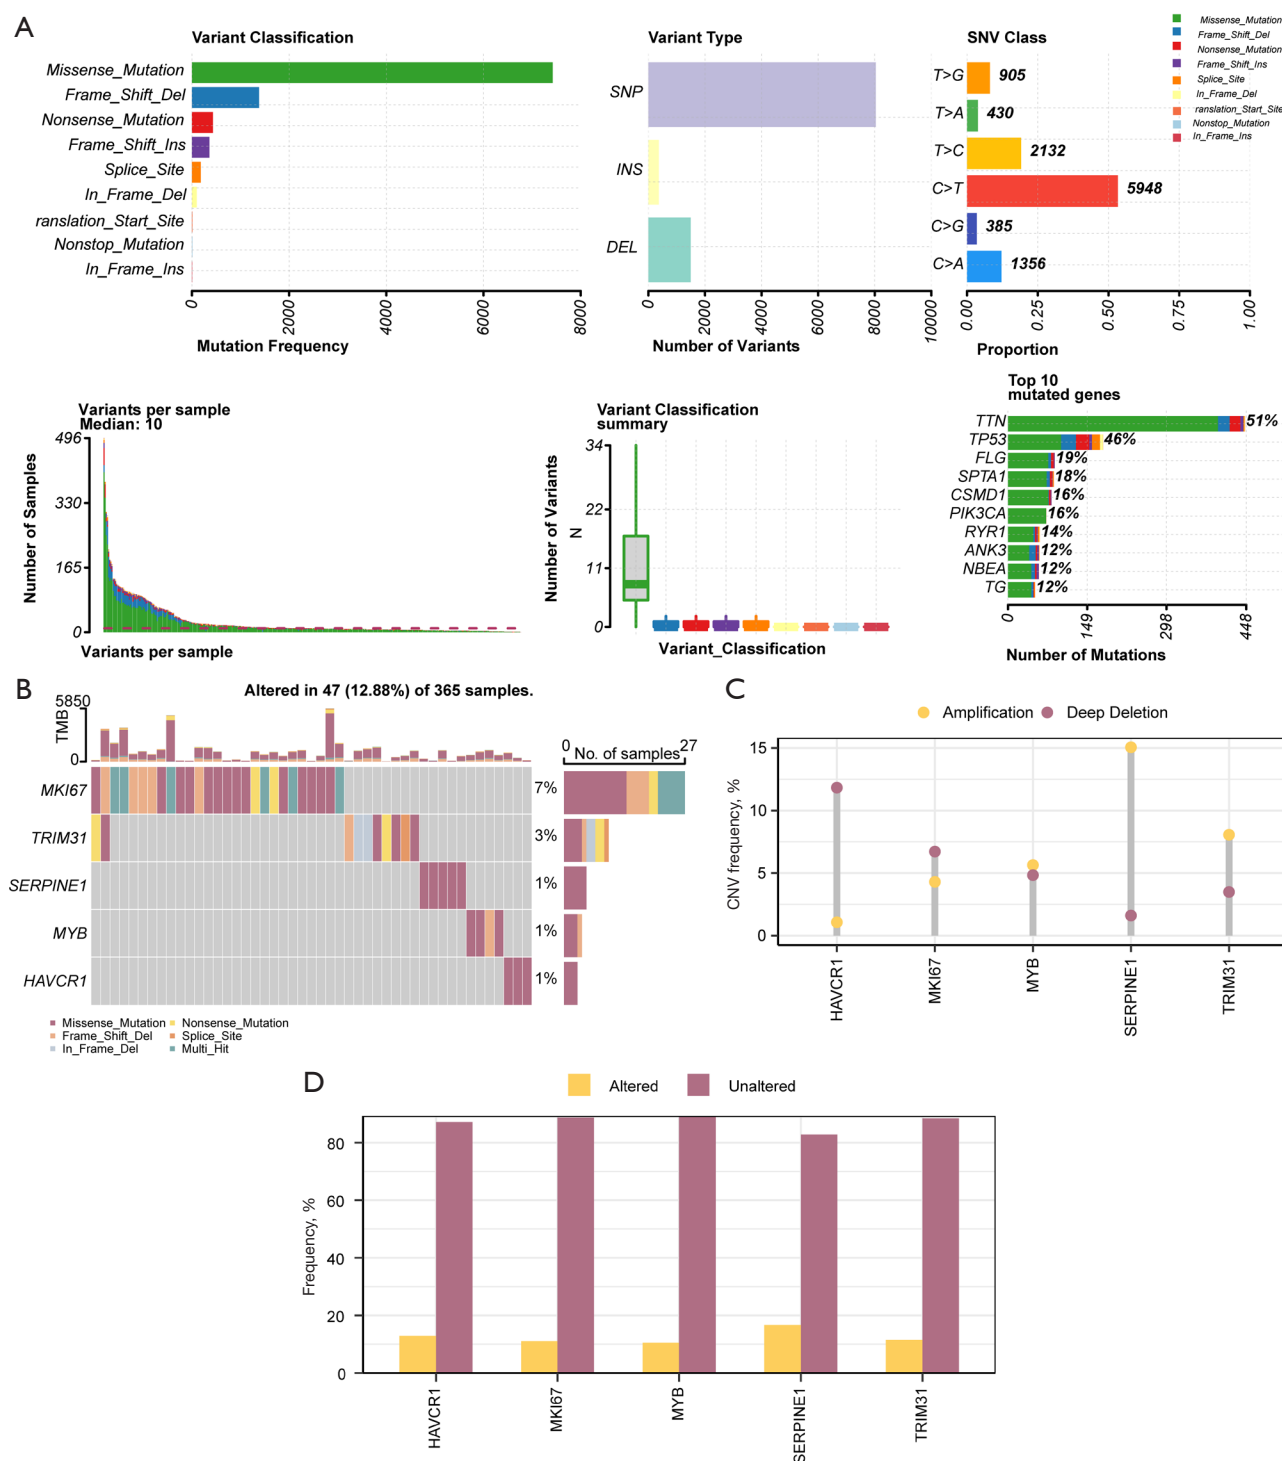 A
Variant Classification
Missense_Mutation
Frame_Shift_Del
Nonsense_Mutation
Frame_Shift_Ins
Splice_Site
In_Frame_Del
ranslation_Start_Site
Nonstop_Mutation
In_Frame_Ins
0
2000
4000
6000
8000
Mutation Frequency
Variant Type
SNP
INS
DEL
0
2000
4000
6000
8000
10000
Number of Variants
SNV Class
T>G 905
T>A 430
T>C 2132
C>T 5948
C>G 385
C>A 1356
0.00
0.25
0.50
0.75
1.00
Proportion
Missense_Mutation
Frame_Shift_Del
Nonsense_Mutation
Frame_Shift_Ins
Splice_Site
In_Frame_Del
ranslation_Start_Site
Nonstop_Mutation
In_Frame_Ins
Variants per sample
Median: 10
496
330
165
0
Number of Samples
Variants per sample
Variant Classification
summary
34
22
11
0
Number of Variants
N
Variant_Classification
Top 10
mutated genes
TTN 51%
TP53 46%
FLG 19%
SPTA1 18%
CSMD1 16%
PIK3CA 16%
RYR1 14%
ANK3 12%
NBEA 12%
TG 12%
0
149
298
448
Number of Mutations
B
Altered in 47 (12.88%) of 365 samples.
5850
TMB
0
0 27
No. of samples
MKI67 7%
TRIM31 3%
SERPINE1 1%
MYB 1%
HAVCR1 1%
Missense_Mutation
Frame_Shift_Del
In_Frame_Del
Nonsense_Mutation
Splice_Site
Multi_Hit
C
Amplification Deep Deletion
15
10
5
0
CNV frequency, %
HAVCR1
MKI67
MYB
SERPINE1
TRIM31
D
Altered Unaltered
80
60
40
20
0
Frequency, %
HAVCR1
MKI67
MYB
SERPINE1
TRIM31